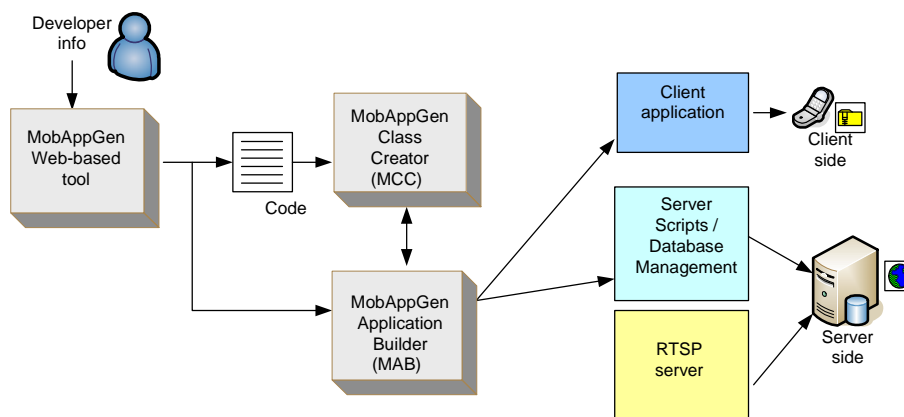 Developer
info
MobAppGen
Web-based
tool
Code
MobAppGen
Class
Creator
(MCC)
MobAppGen
Application
Builder
(MAB)
Client
application
Client
side
Server
Scripts /
Database
Management
RTSP
server
Server
side